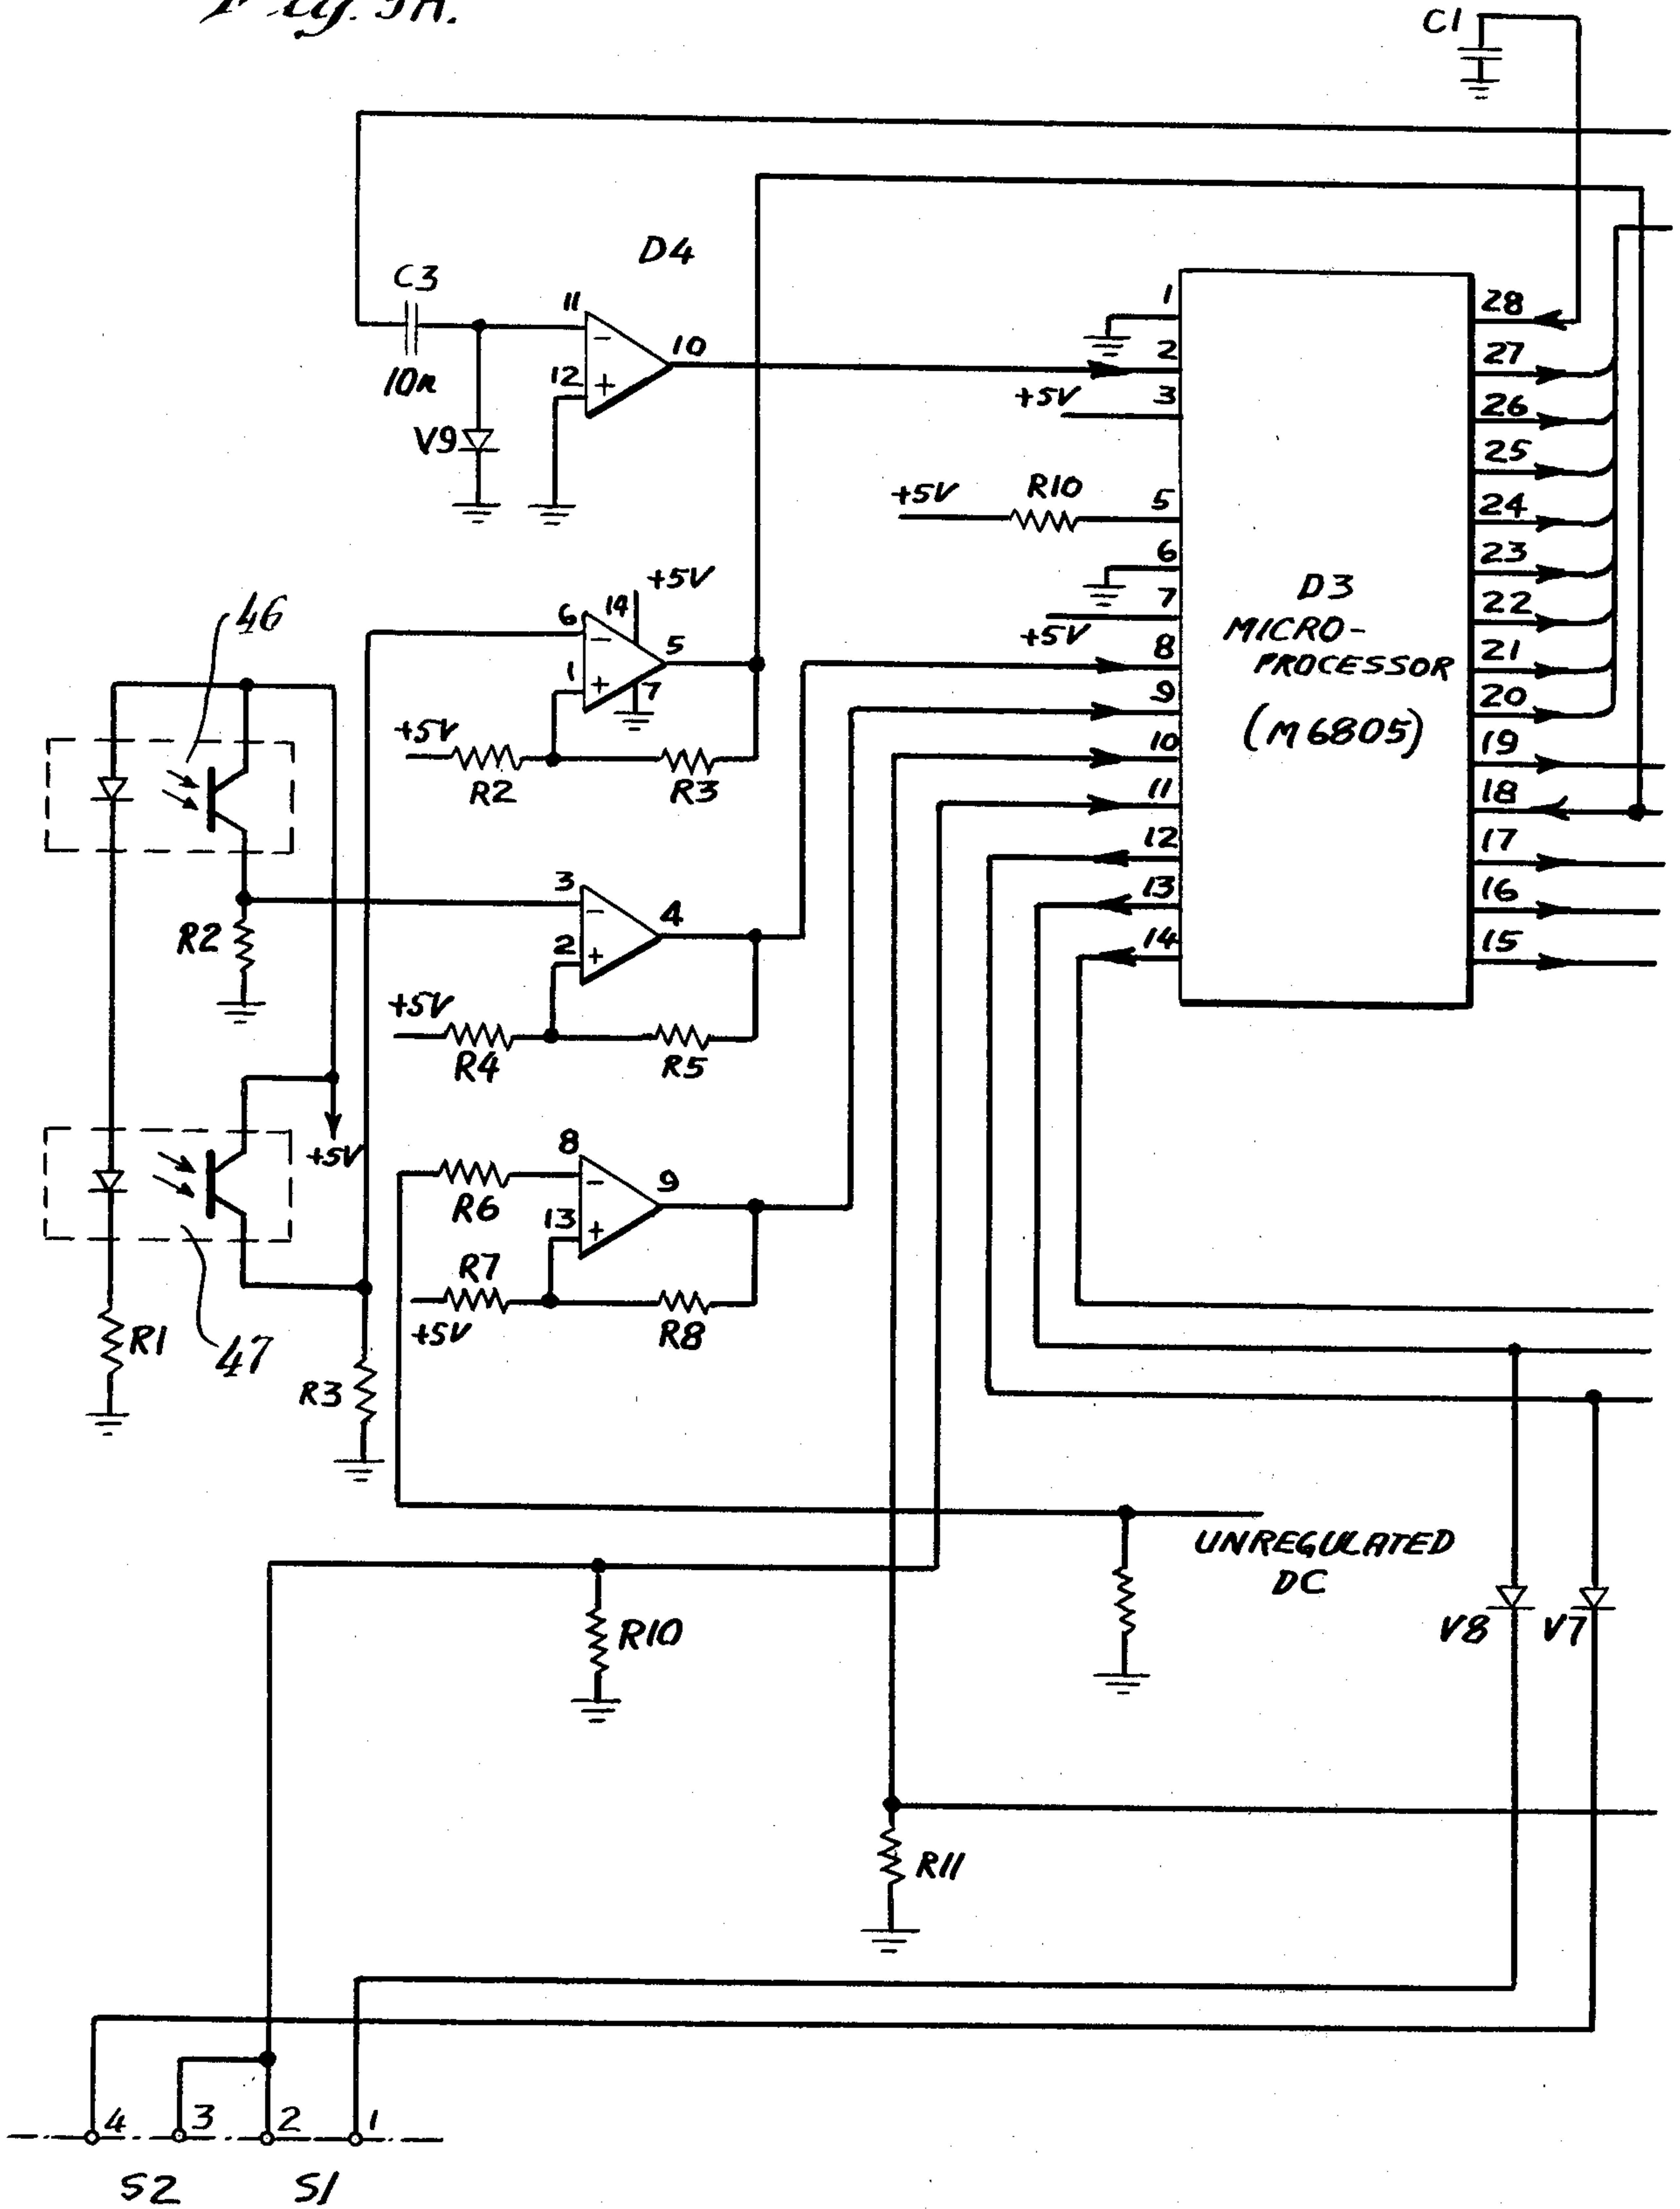 Fig. 5A.
C1
D4
C3
10n
V9
11
-
12
+
10
1
2
+5V
3
+5V
R10
5
6
7
+5V
8
9
10
11
12
13
14
D3
MICRO-
PROCESSOR
(M6805)
28
27
26
25
24
23
22
21
20
19
18
17
16
15
46
+5V
6
14
-
5
1
+
7
+5V
R2
R3
R2
3
-
4
2
+
+5V
R4
R5
+5V
8
-
9
R6
13
+
R7
+5V
R8
R1
47
R3
UNREGULATED
DC
R10
V8
V7
R11
4
3
2
1
S2
S1